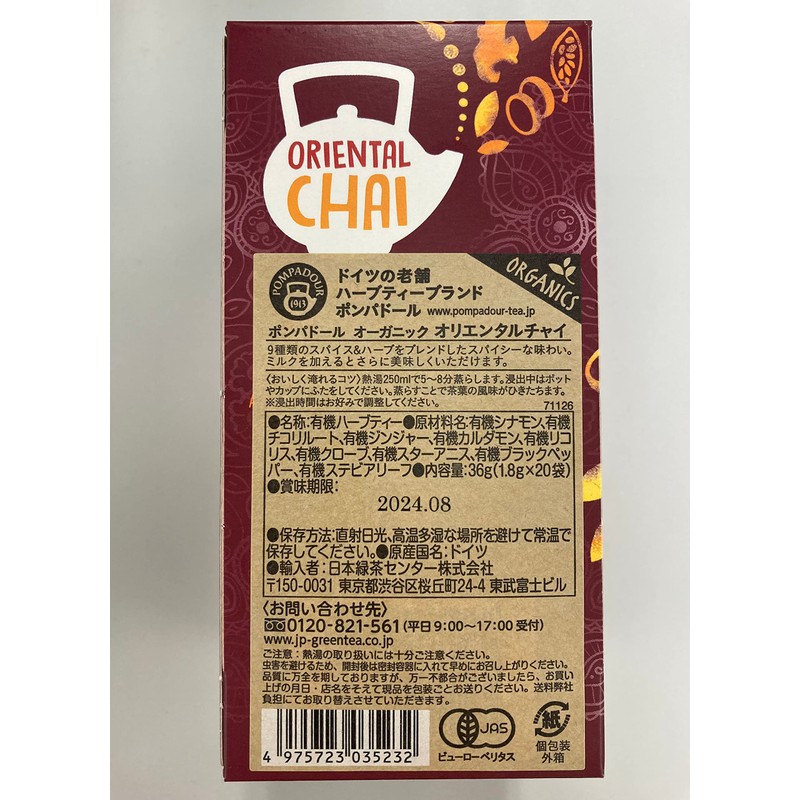 ORIENTAL
CHAI
ORGANICS
POMPADOUR
1913
ドイツの老舗
ハーブティーブランド
ポンパドール www.pompadour-tea.jp
ポンパドール オーガニック オリエンタルチャイ
9種類のスパイス&ハーブをブレンドしたスパイシーな味わい。
ミルクを加えるとさらに美味しくいただけます。
〈おいしく淹れるコツ〉熱湯250mlで5〜8分蒸らします。浸出中はポット
やカップにふたをしてください。蒸らすことで茶葉の風味がひきたちます。
※浸出時間はお好みで調整してください。
71126
●名称:有機ハーブティー●原材料名:有機シナモン、有機
チコリルート、有機ジンジャー、有機カルダモン、有機リコ
リス、有機クローブ、有機スターアニス、有機ブラックペッ
パー、有機ステビアリーフ●内容量:36g(1.8g×20袋)
●賞味期限:
2024.08
●保存方法:直射日光、高温多湿な場所を避けて常温で
保存してください。●原産国名:ドイツ
●輸入者:日本緑茶センター株式会社
〒150-0031 東京都渋谷区桜丘町24-4 東武富士ビル
〈お問い合わせ先〉
0120-821-561(平日9:00〜17:00受付)
www.jp-greentea.co.jp
ご注意:熱湯の取り扱いには十分ご注意ください。
虫害を避けるため、開封後は密封容器に入れて早めにお召し上がりください。
品質に万全を期しておりますが、万一不都合がございましたら、お買い
上げの月日・店名をそえて現品を包装ごとお送りください。送料弊社
負担にてお取り替えさせていただきます。
4 975723 035232
JAS
ビューローベリタス
紙
個包装
外箱